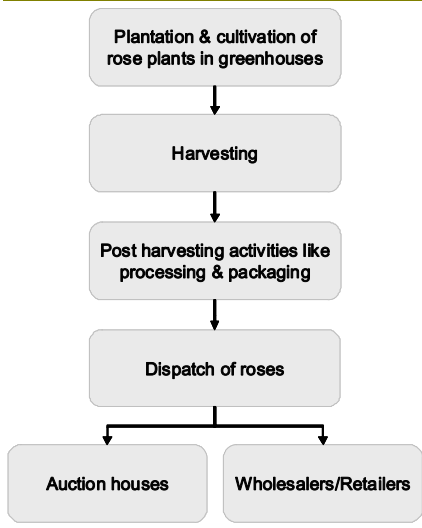 Plantation & cultivation of
rose plants in greenhouses
Harvesting
Post harvesting activities like
processing & packaging
Dispatch of roses
Auction houses
Wholesalers/Retailers